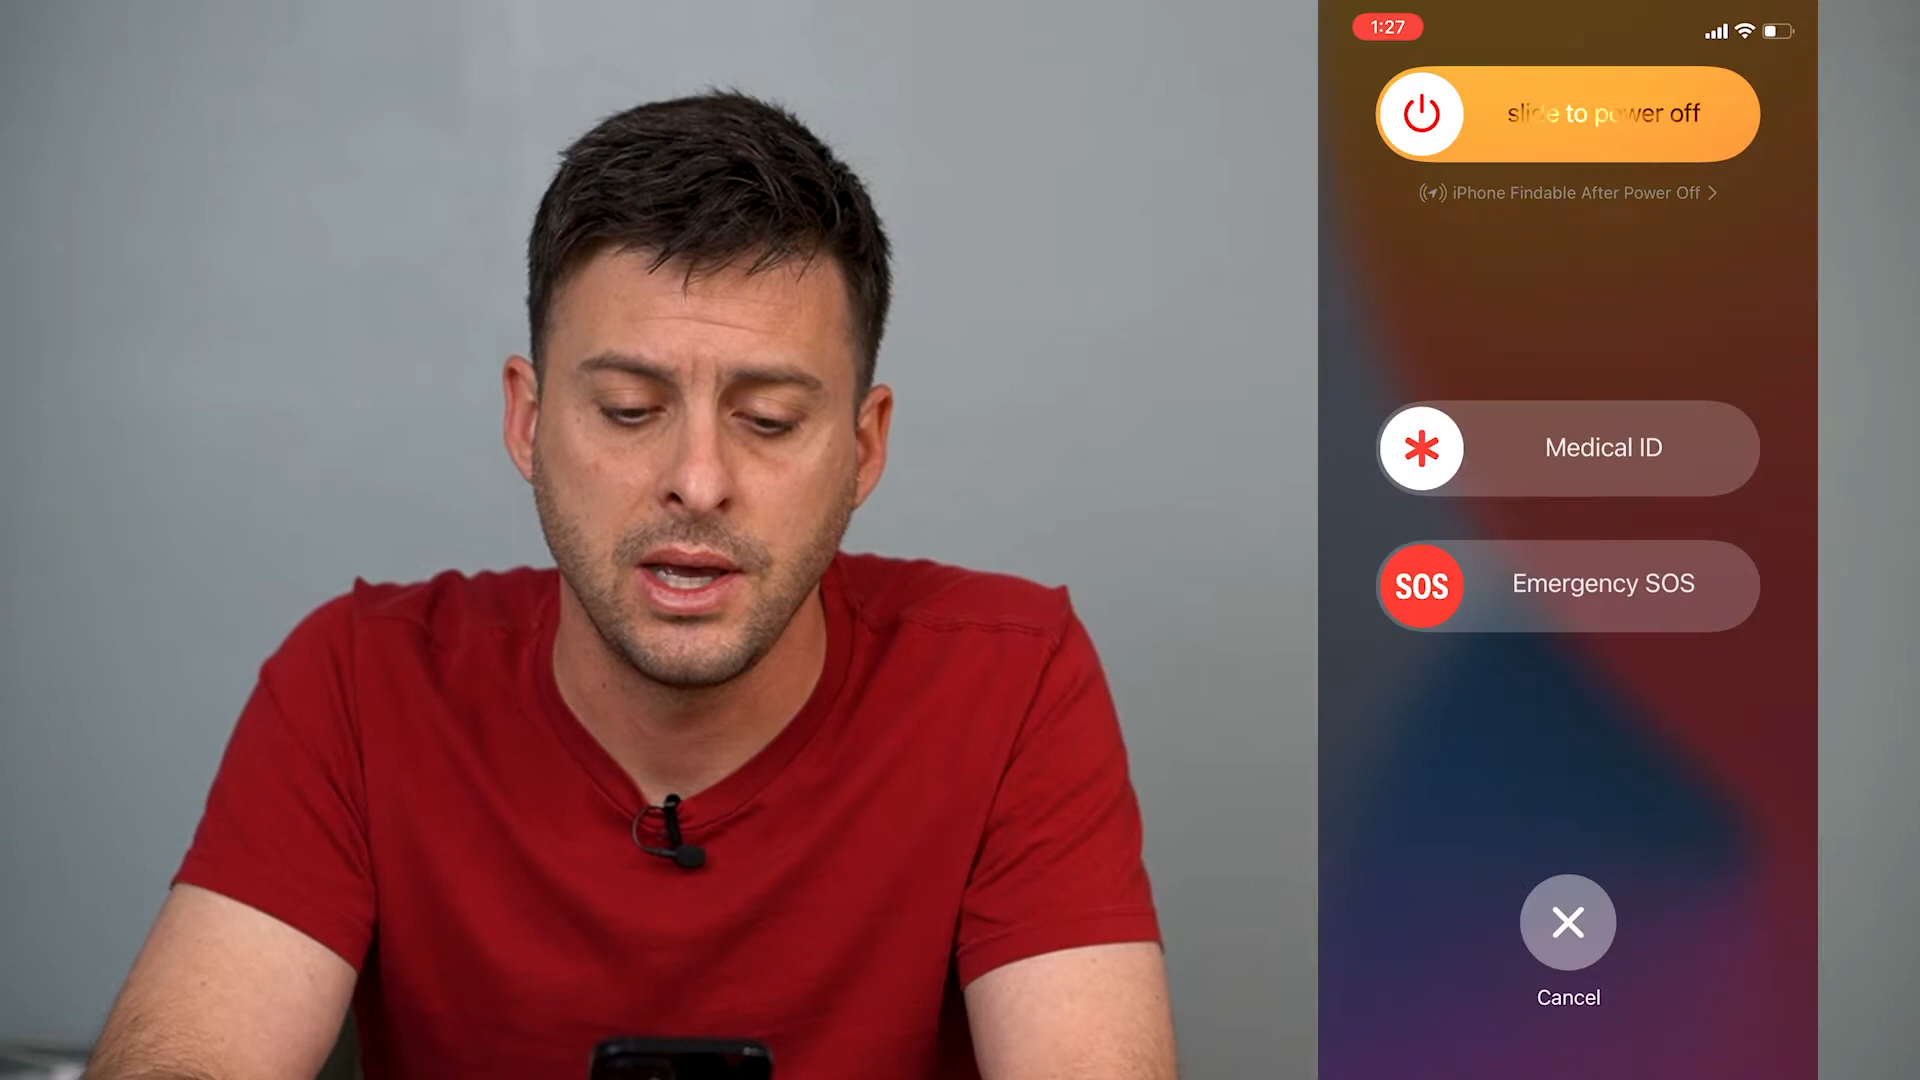 1:27
slide to power off
iPhone Findable After Power Off
Medical ID
SOS
Emergency SOS
Cancel